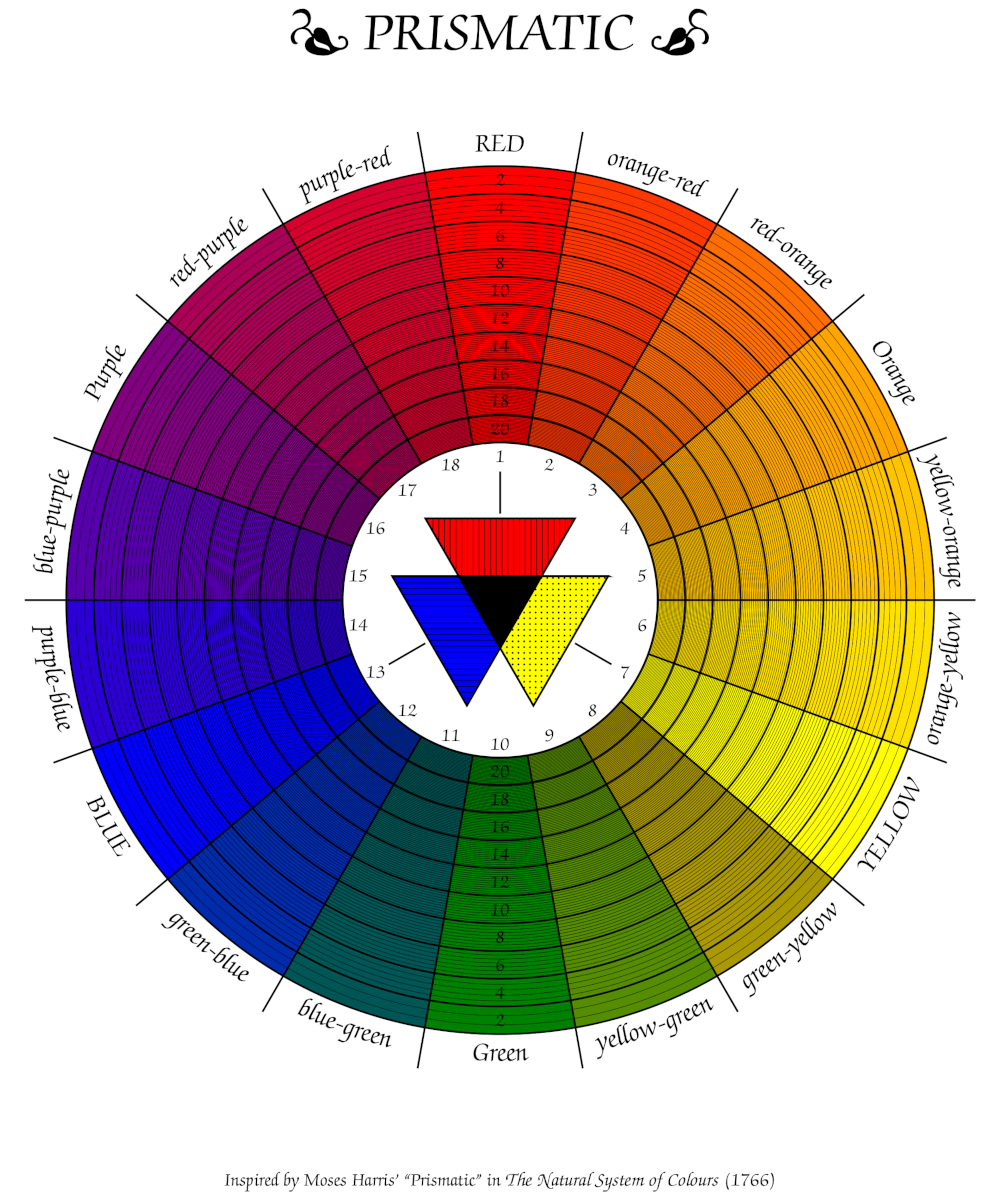 PRISMATIC
RED
orange-red
red-orange
Orange
yellow-orange
orange-yellow
YELLOW
green-yellow
yellow-green
Green
blue-green
green-blue
BLUE
purple-blue
blue-purple
Purple
red-purple
purple-red
2
4
6
8
10
12
14
16
18
20
1
2
3
4
5
6
7
8
9
10
11
12
13
14
15
16
17
18
20
18
16
14
12
10
8
6
4
2
Inspired by Moses Harris’ “Prismatic” in The Natural System of Colours (1766)